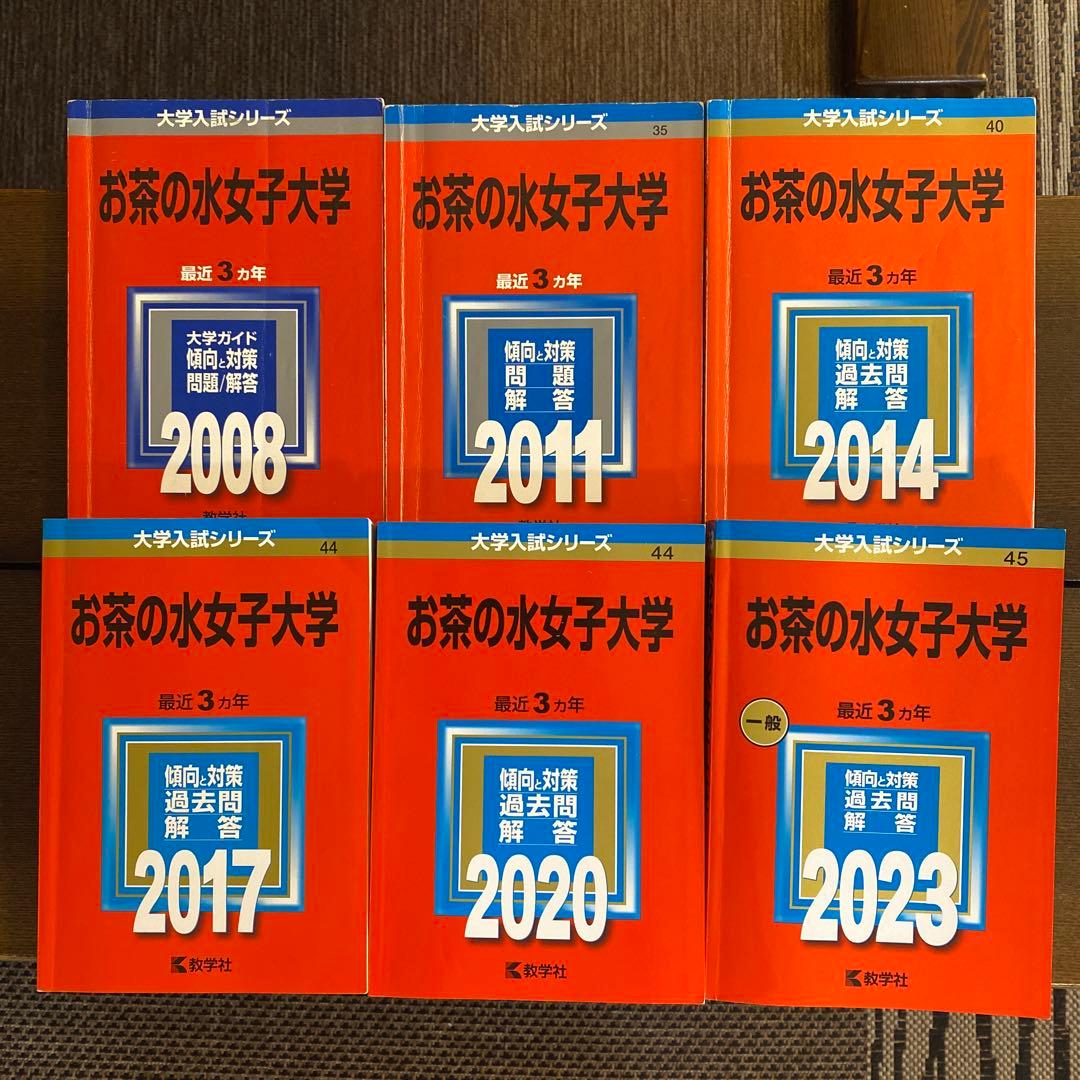 大学入試シリーズ
お茶の水女子大学
最近3ヵ年
大学ガイド
傾向と対策
問題/解答
2008
教学社
大学入試シリーズ
35
お茶の水女子大学
最近3ヵ年
傾向と対策
問題
解答
2011
大学入試シリーズ
40
お茶の水女子大学
最近3ヵ年
傾向と対策
過去問
解答
2014
大学入試シリーズ
44
お茶の水女子大学
最近3ヵ年
傾向と対策
過去問
解答
2017
教学社
大学入試シリーズ
44
お茶の水女子大学
最近3ヵ年
傾向と対策
過去問
解答
2020
教学社
大学入試シリーズ
45
お茶の水女子大学
最近3ヵ年
一般
傾向と対策
過去問
解答
2023
教学社